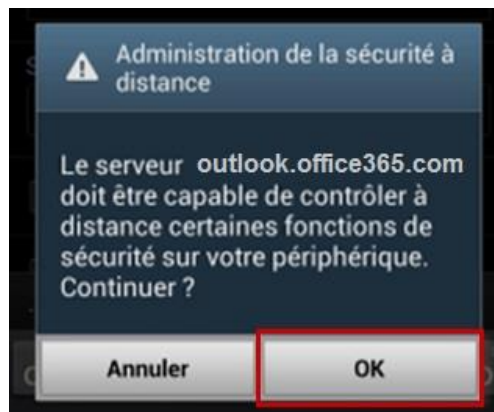 Administration de la sécurité à
distance
Le serveur outlook.office365.com
doit être capable de contrôler à
distance certaines fonctions de
sécurité sur votre périphérique.
Continuer ?
Annuler
OK